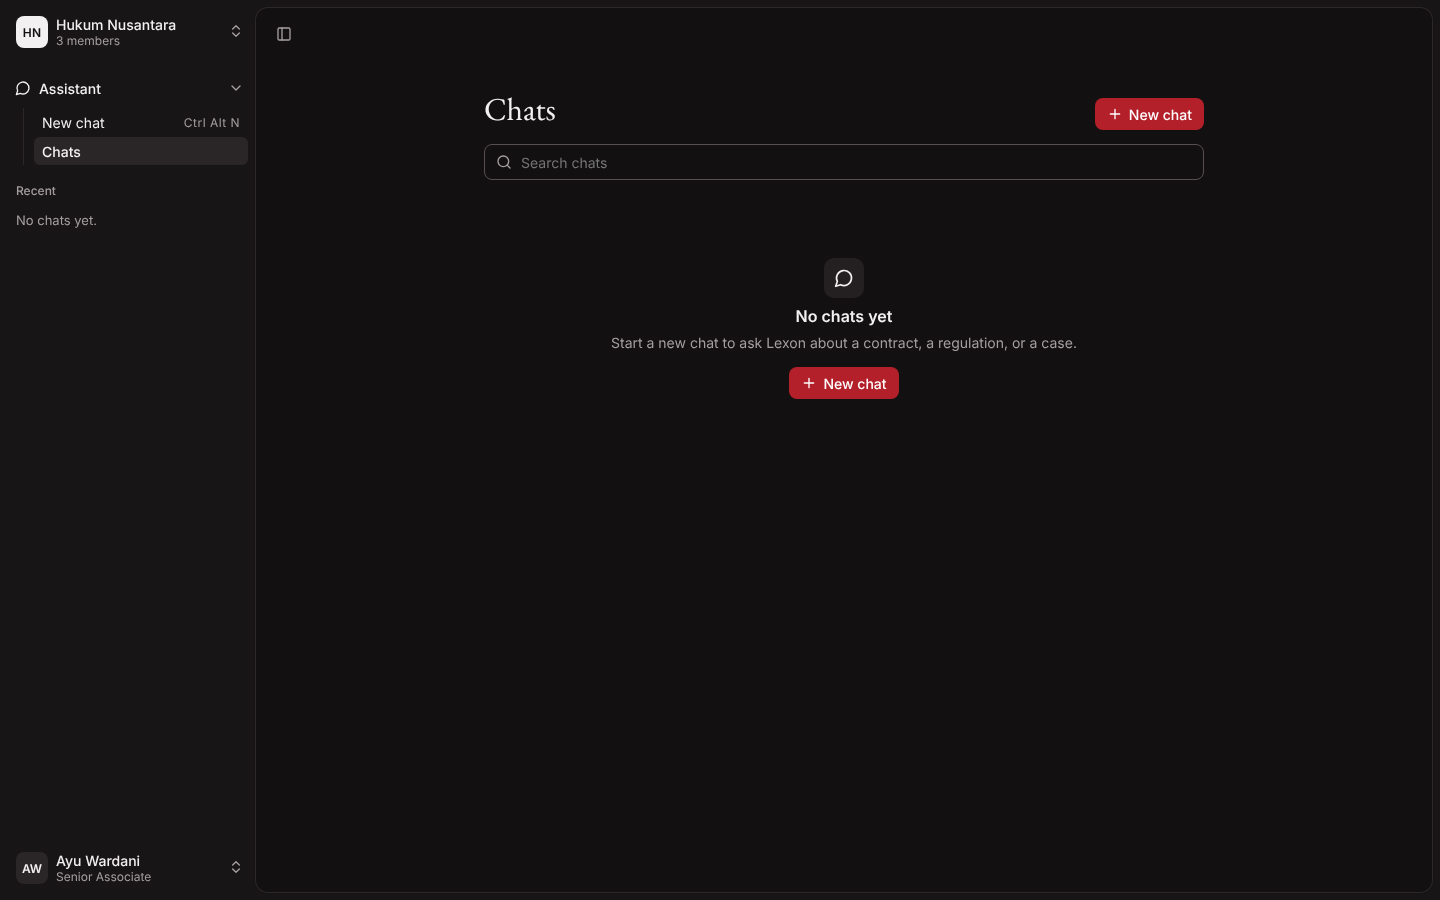 HN
Hukum Nusantara
3 members
Assistant
New chat Ctrl Alt N
Chats
Recent
No chats yet.
Chats
New chat
Search chats
No chats yet
Start a new chat to ask Lexon about a contract, a regulation, or a case.
New chat
AW
Ayu Wardani
Senior Associate